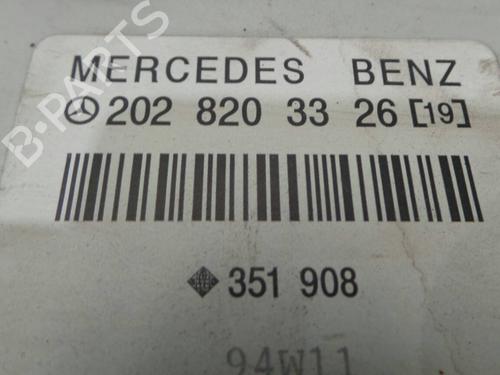 B-PARTS
MERCEDES BENZ
202 820 33 26 [19]
351 908
94W11